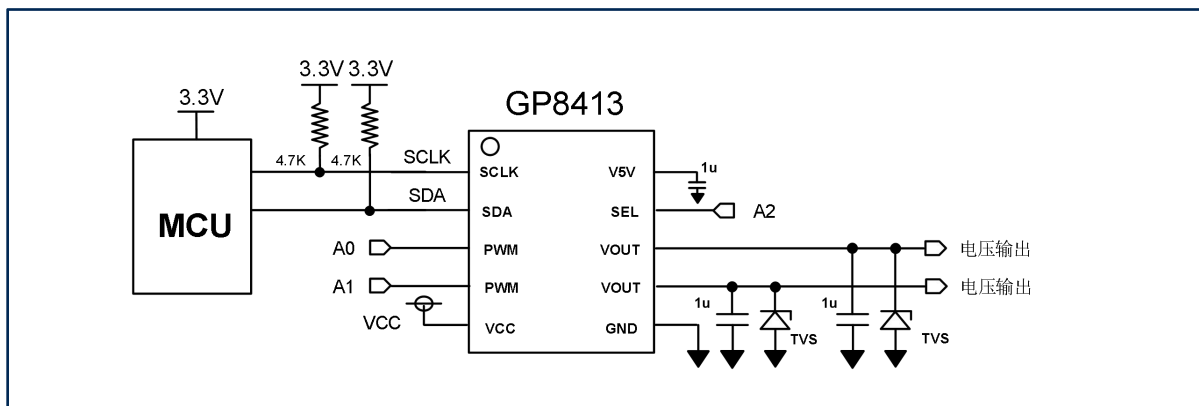 3.3V 3.3V
3.3V
GP8413
4.7K 4.7K SCLK
SCLK
V5V
1u
SDA
SDA
SEL
A2
MCU
A0
PWM
VOUT
电压输出
A1
PWM
VOUT
电压输出
VCC
VCC
GND
1u
TVS
1u
TVS